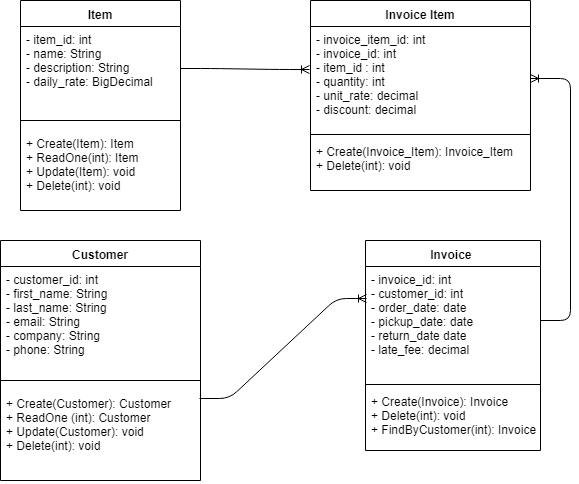 Item
- item_id: int
- name: String
- description: String
- daily_rate: BigDecimal
+ Create(Item): Item
+ ReadOne(int): Item
+ Update(Item): void
+ Delete(int): void
Invoice Item
- invoice_item_id: int
- invoice_id: int
- item_id : int
- quantity: int
- unit_rate: decimal
- discount: decimal
+ Create(Invoice_Item): Invoice_Item
+ Delete(int): void
Customer
- customer_id: int
- first_name: String
- last_name: String
- email: String
- company: String
- phone: String
+ Create(Customer): Customer
+ ReadOne (int): Customer
+ Update(Customer): void
+ Delete(int): void
Invoice
- invoice_id: int
- customer_id: int
- order_date: date
- pickup_date: date
- return_date date
- late_fee: decimal
+ Create(Invoice): Invoice
+ Delete(int): void
+ FindByCustomer(int): Invoice